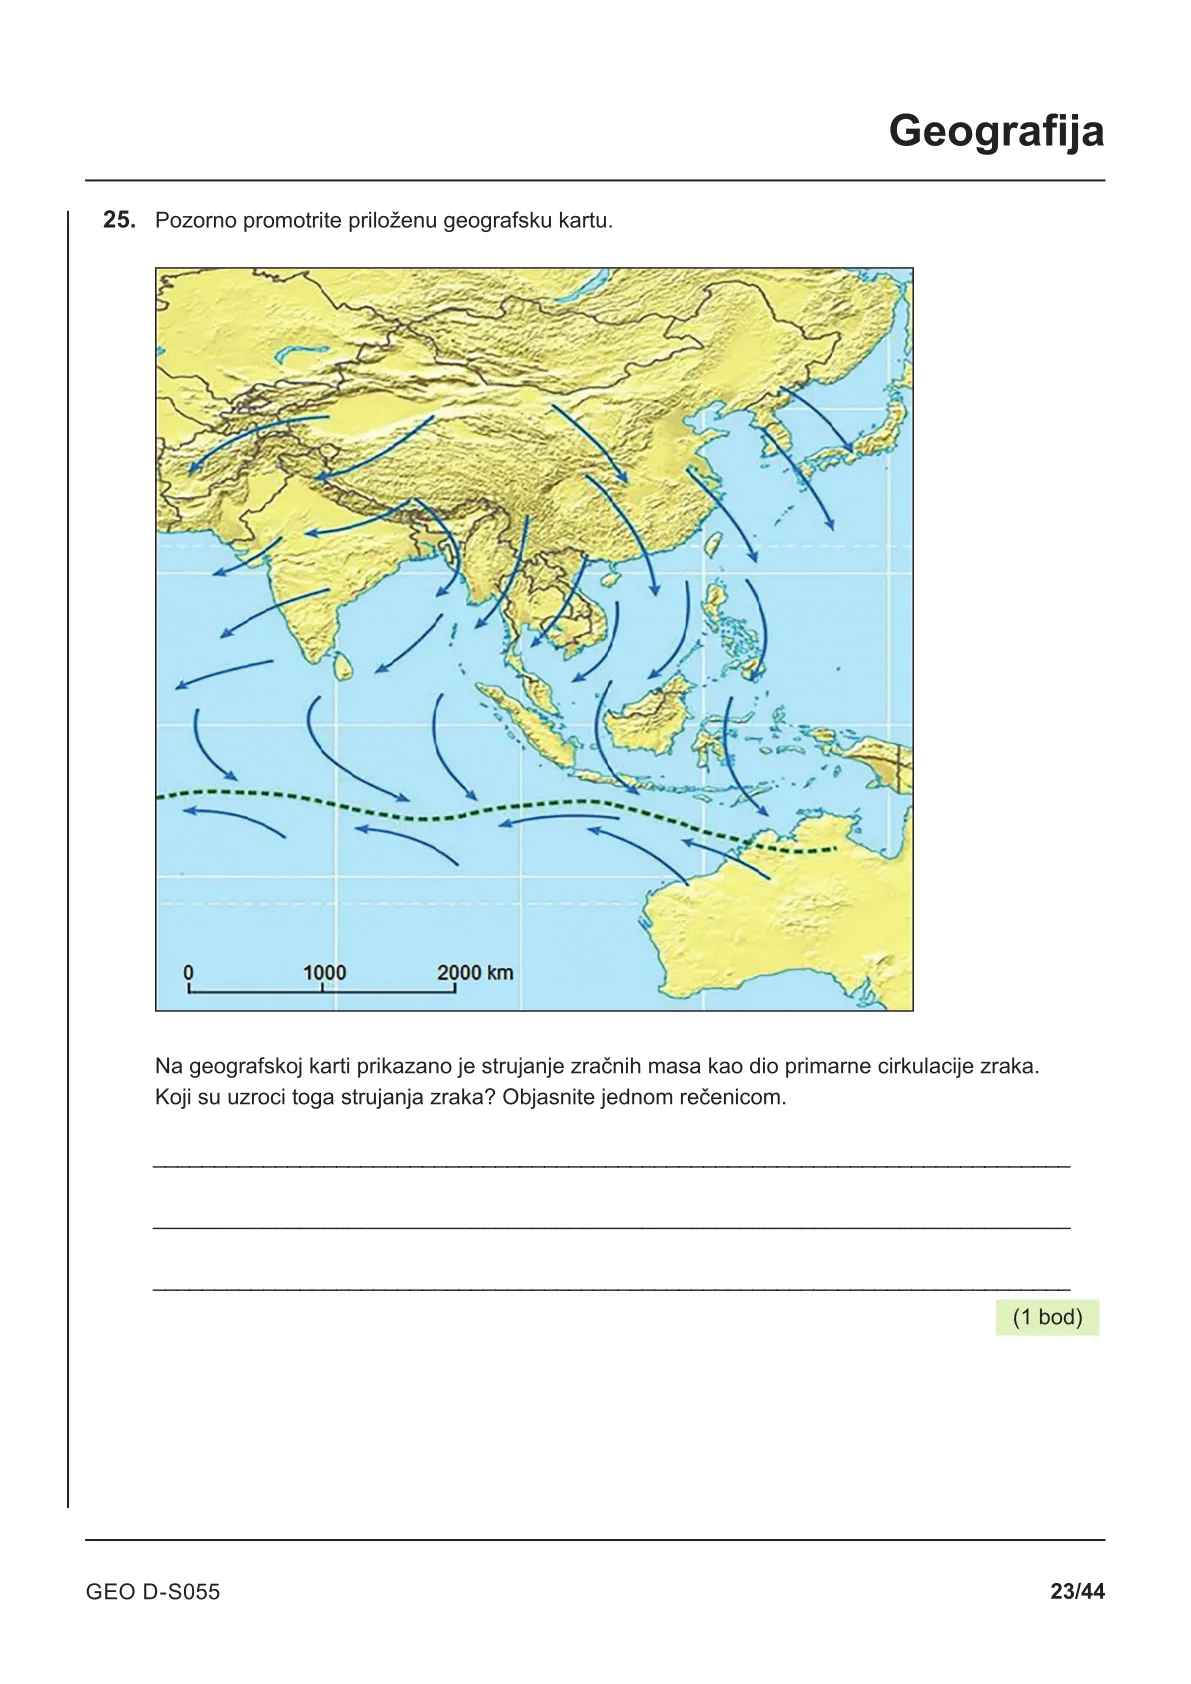 Geografija
25. Pozorno promotrite priloženu geografsku kartu.
0 1000 2000 km
Na geografskoj karti prikazano je strujanje zračnih masa kao dio primarne cirkulacije zraka.
Koji su uzroci toga strujanja zraka? Objasnite jednom rečenicom.
(1 bod)
GEO D-S055
23/44